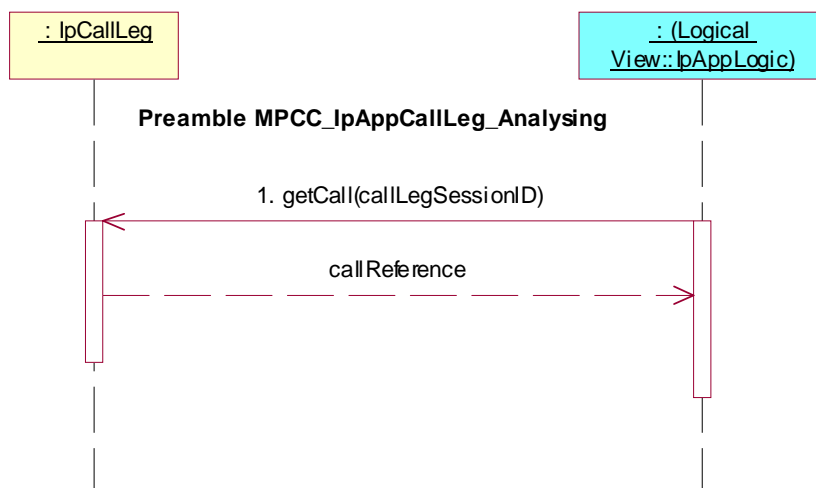 : IpCallLeg
: (Logical
View::IpAppLogic)
Preamble MPCC_IpAppCallLeg_Analysing
1. getCall(callLegSessionID)
callReference